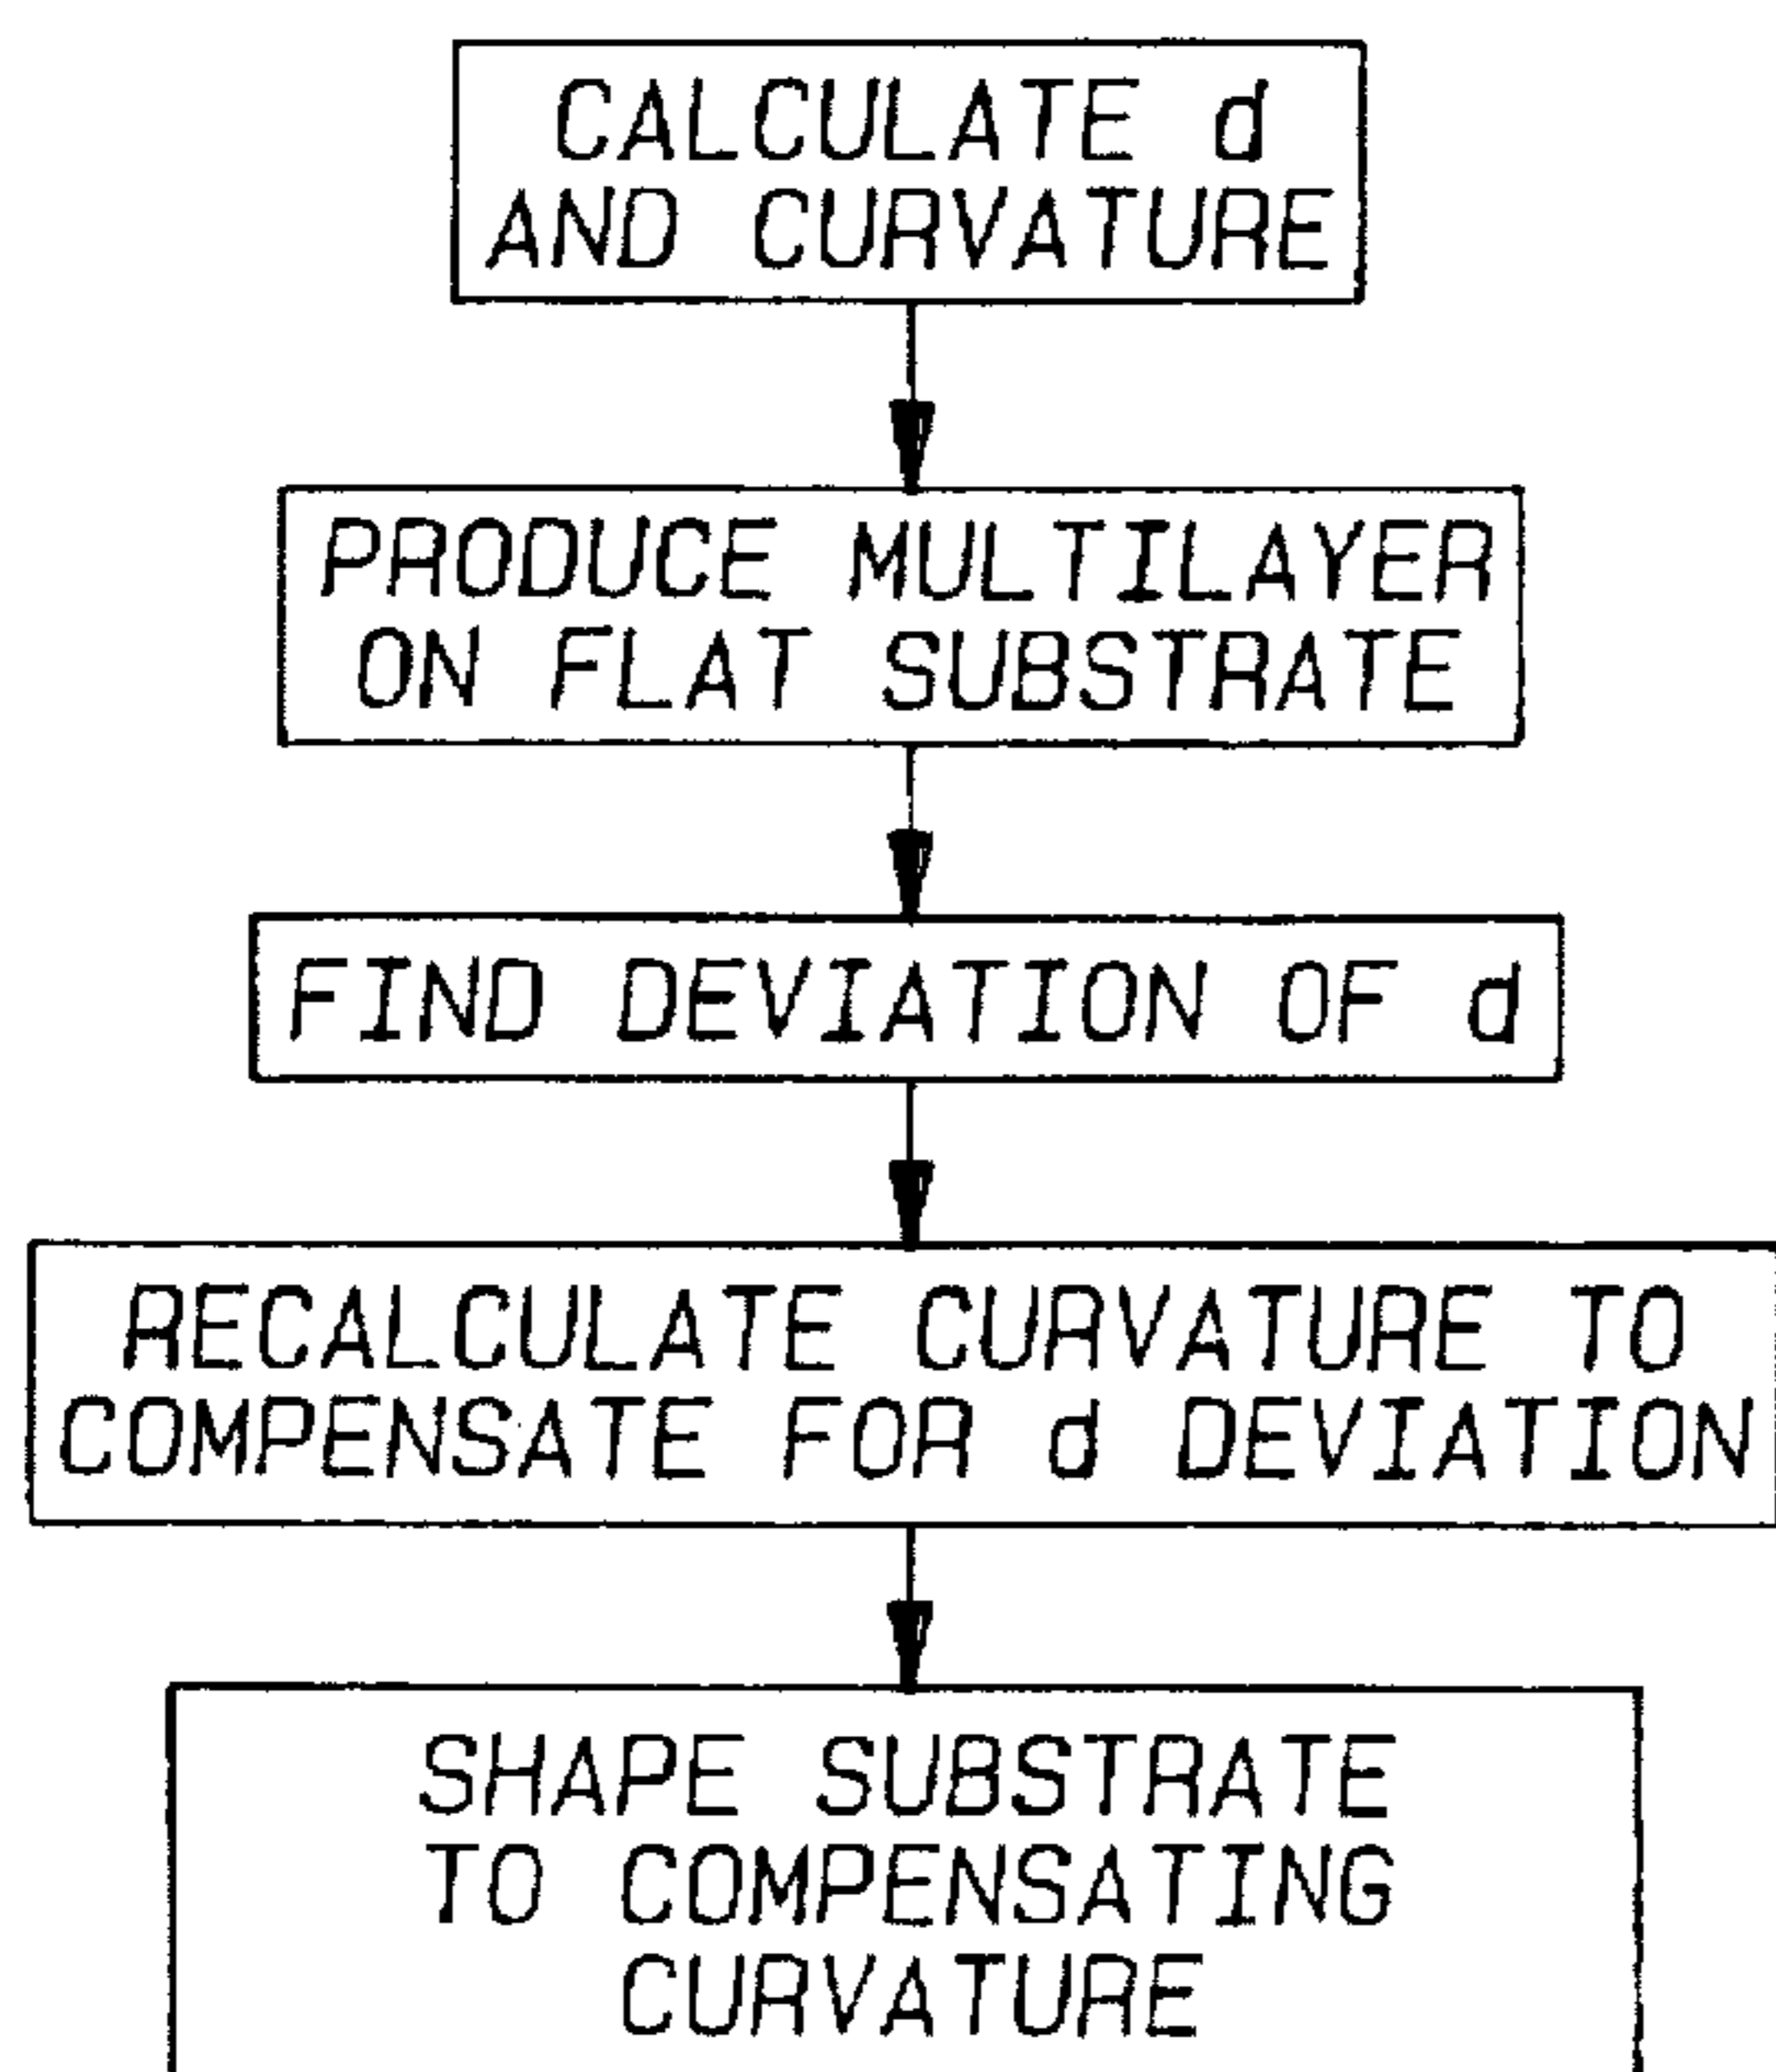 CALCULATE d
AND CURVATURE
PRODUCE MULTILAYER
ON FLAT SUBSTRATE
FIND DEVIATION OF d
RECALCULATE CURVATURE TO
COMPENSATE FOR d DEVIATION
SHAPE SUBSTRATE
TO COMPENSATING
CURVATURE